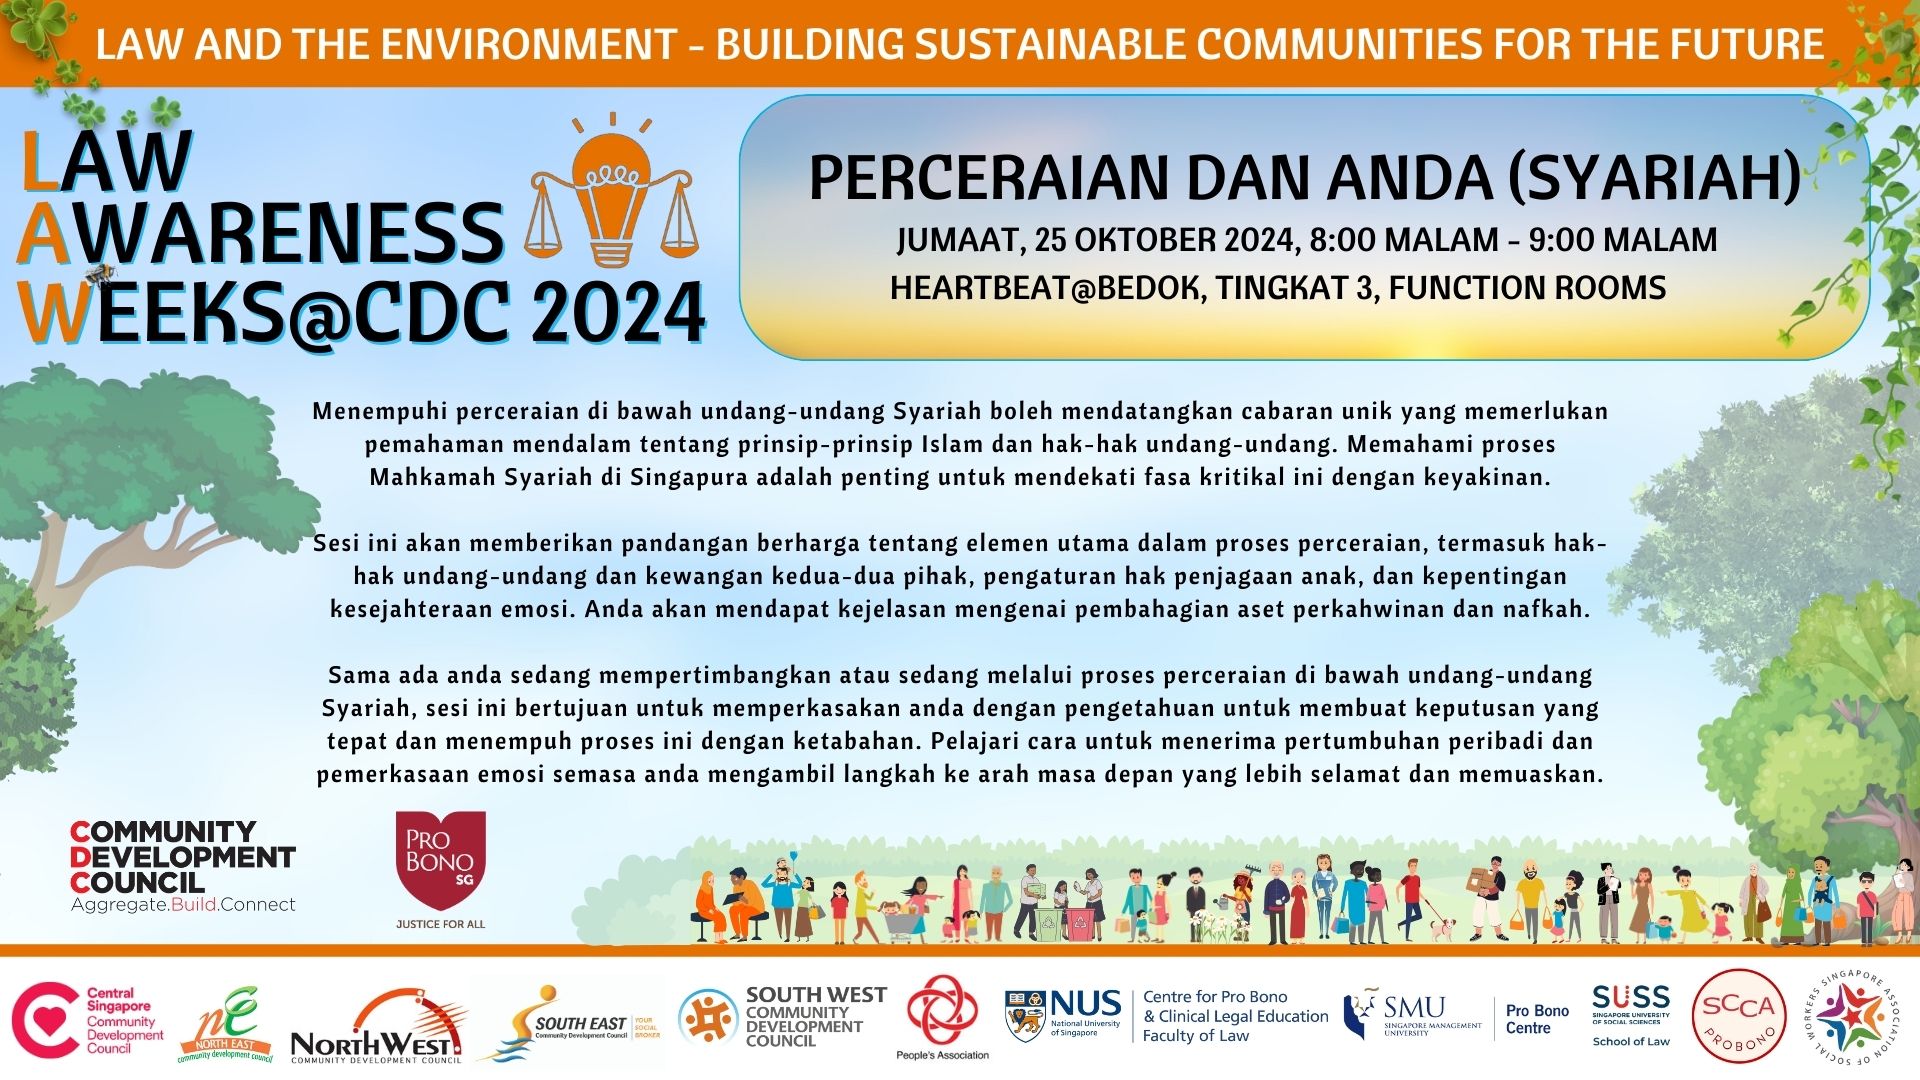 LAW AND THE ENVIRONMENT - BUILDING SUSTAINABLE COMMUNITIES FOR THE FUTURE
LAW
AWARENESS
WEEKS@CDC 2024
PERCERAIAN DAN ANDA (SYARIAH)
JUMAAT, 25 OKTOBER 2024, 8:00 MALAM - 9:00 MALAM
HEARTBEAT@BEDOK, TINGKAT 3, FUNCTION ROOMS
Menempuhi perceraian di bawah undang-undang Syariah boleh mendatangkan cabaran unik yang memerlukan
pemahaman mendalam tentang prinsip-prinsip Islam dan hak-hak undang-undang. Memahami proses
Mahkamah Syariah di Singapura adalah penting untuk mendekati fasa kritikal ini dengan keyakinan.
Sesi ini akan memberikan pandangan berharga tentang elemen utama dalam proses perceraian, termasuk hak-
hak undang-undang dan kewangan kedua-dua pihak, pengaturan hak penjagaan anak, dan kepentingan
kesejahteraan emosi. Anda akan mendapat kejelasan mengenai pembahagian aset perkahwinan dan nafkah.
Sama ada anda sedang mempertimbangkan atau sedang melalui proses perceraian di bawah undang-undang
Syariah, sesi ini bertujuan untuk memperkasakan anda dengan pengetahuan untuk membuat keputusan yang
tepat dan menempuh proses ini dengan ketabahan. Pelajari cara untuk menerima pertumbuhan peribadi dan
pemerkasaan emosi semasa anda mengambil langkah ke arah masa depan yang lebih selamat dan memuaskan.
COMMUNITY
DEVELOPMENT
COUNCIL
Aggregate.Build.Connect
PRO
BONO
SG
JUSTICE FOR ALL
Central
Singapore
Community
Development
Council
ne
NORTH EAST
community development council
NORTHWEST
COMMUNITY DEVELOPMENT COUNCIL
SOUTH EAST
Community Development Council
YOUR
SOCIAL
BROKER
SOUTH WEST
COMMUNITY
DEVELOPMENT
COUNCIL
People's Association
NUS
National University
of Singapore
Centre for Pro Bono
& Clinical Legal Education
Faculty of Law
SMU
SINGAPORE MANAGEMENT
UNIVERSITY
Pro Bono
Centre
SUSS
SINGAPORE UNIVERSITY
OF SOCIAL SCIENCES
School of Law
SCCA
PROBONO
SINGAPORE ASSOCIATION OF SOCIAL WORKERS